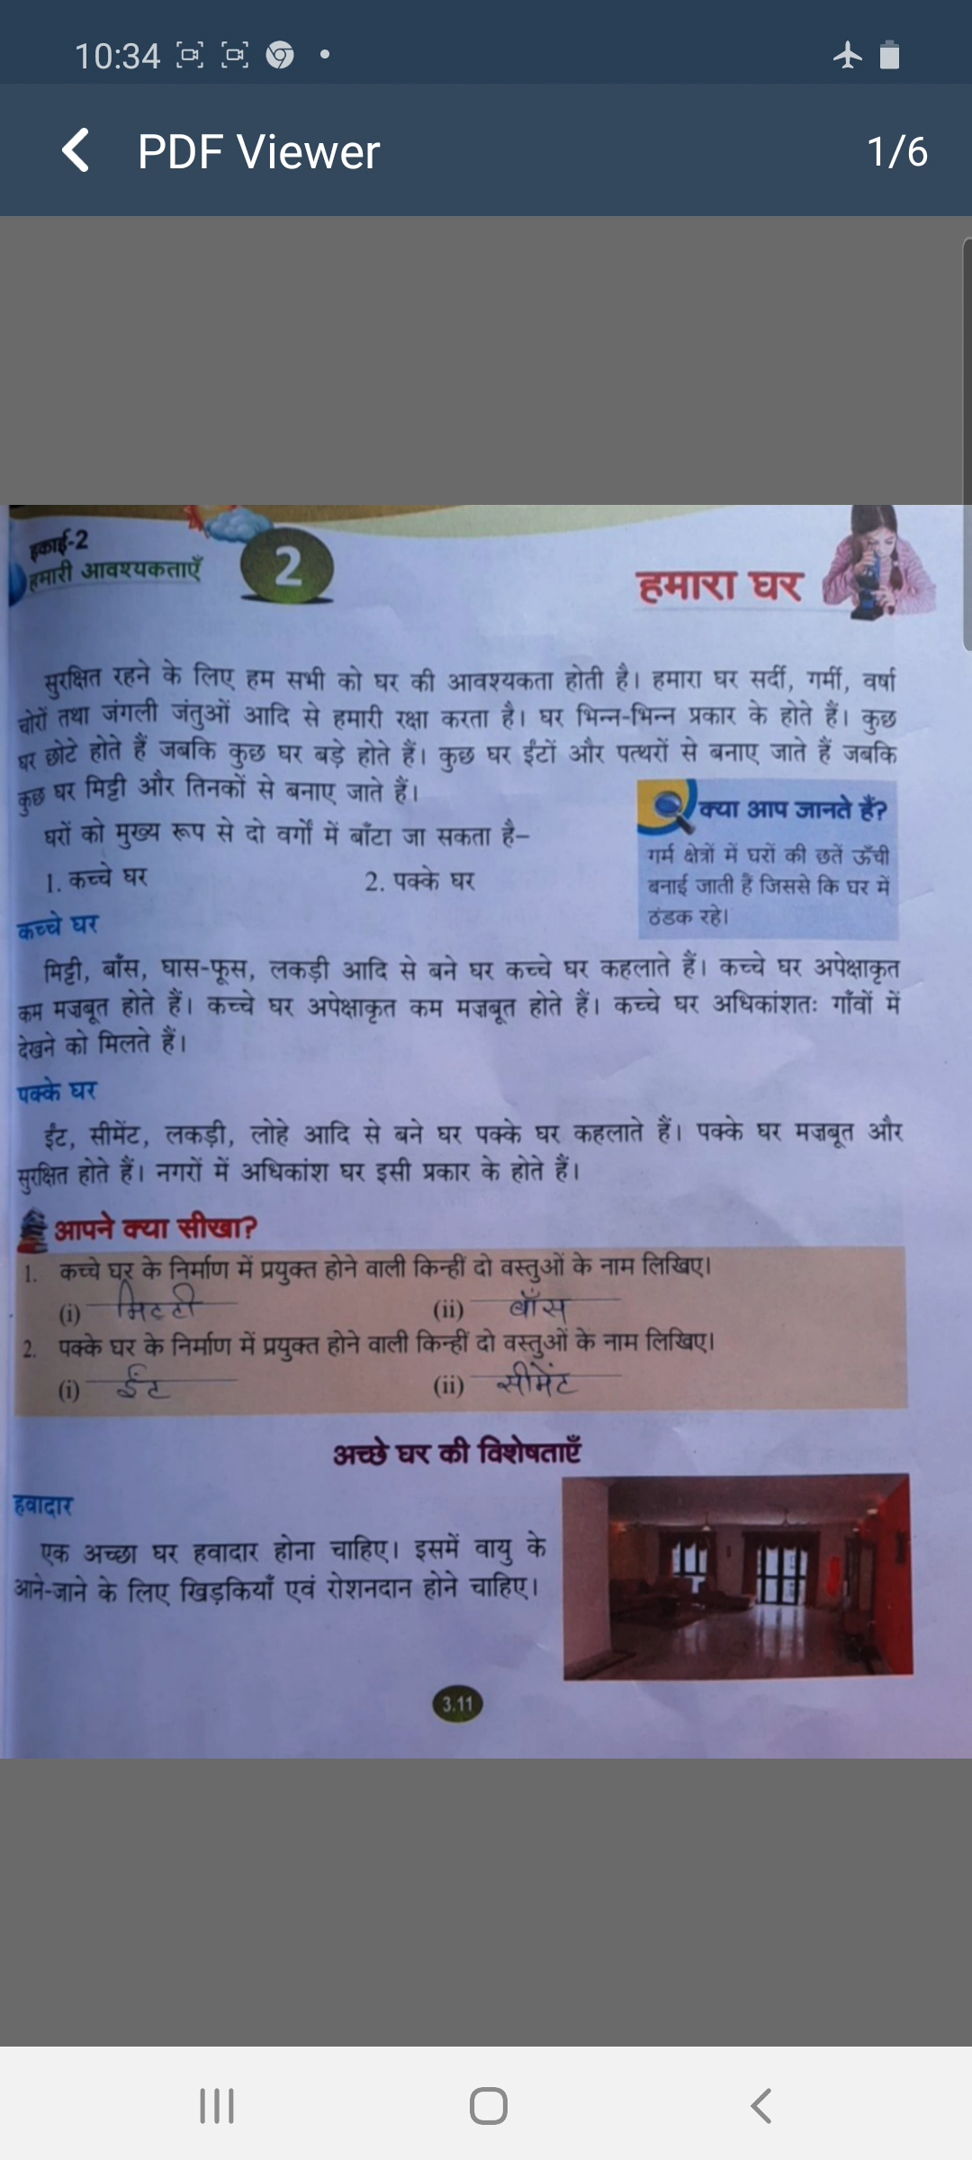 10:34
PDF Viewer
1/6
इकाई-2
हमारी आवश्यकताएँ
2
हमारा घर
सुरक्षित रहने के लिए हम सभी को घर की आवश्यकता होती है। हमारा घर सर्दी, गर्मी, वर्षा
चोरों तथा जंगली जंतुओं आदि से हमारी रक्षा करता है। घर भिन्न-भिन्न प्रकार के होते हैं। कुछ
घर छोटे होते हैं जबकि कुछ घर बड़े होते हैं। कुछ घर ईंटों और पत्थरों से बनाए जाते हैं जबकि
कुछ घर मिट्टी और तिनकों से बनाए जाते हैं।
घरों को मुख्य रूप से दो वर्गों में बाँटा जा सकता है–
1. कच्चे घर 2. पक्के घर
क्या आप जानते हैं?
गर्म क्षेत्रों में घरों की छतें ऊँची
बनाई जाती हैं जिससे कि घर में
ठंडक रहे।
कच्चे घर
मिट्टी, बाँस, घास-फूस, लकड़ी आदि से बने घर कच्चे घर कहलाते हैं। कच्चे घर अपेक्षाकृत
कम मजबूत होते हैं। कच्चे घर अपेक्षाकृत कम मजबूत होते हैं। कच्चे घर अधिकांशतः गाँवों में
देखने को मिलते हैं।
पक्के घर
ईंट, सीमेंट, लकड़ी, लोहे आदि से बने घर पक्के घर कहलाते हैं। पक्के घर मजबूत और
सुरक्षित होते हैं। नगरों में अधिकांश घर इसी प्रकार के होते हैं।
आपने क्या सीखा?
1. कच्चे घर के निर्माण में प्रयुक्त होने वाली किन्हीं दो वस्तुओं के नाम लिखिए।
(i) मिटटी (ii) बाँस
2. पक्के घर के निर्माण में प्रयुक्त होने वाली किन्हीं दो वस्तुओं के नाम लिखिए।
(i) ईंट (ii) सीमेंट
अच्छे घर की विशेषताएँ
हवादार
एक अच्छा घर हवादार होना चाहिए। इसमें वायु के
आने-जाने के लिए खिड़कियाँ एवं रोशनदान होने चाहिए।
3.11